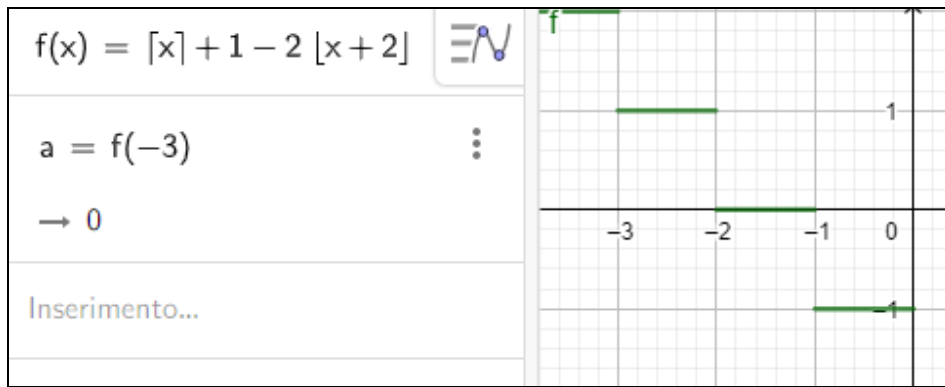 f(x) = ⌈x⌉ + 1 − 2 ⌊x + 2⌋
a = f(−3)
→ 0
Inserimento...
f
1
−3 −2 −1 0
−1